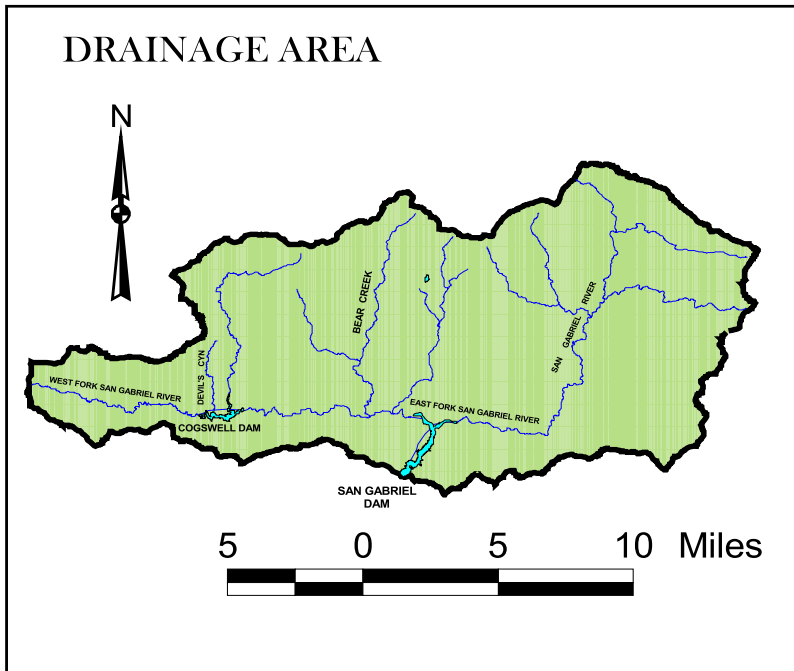 DRAINAGE AREA
N
BEAR CREEK
SAN GABRIEL RIVER
DEVIL'S CYN
WEST FORK SAN GABRIEL RIVER
EAST FORK SAN GABRIEL RIVER
COGSWELL DAM
SAN GABRIEL
DAM
5 0 5 10 Miles